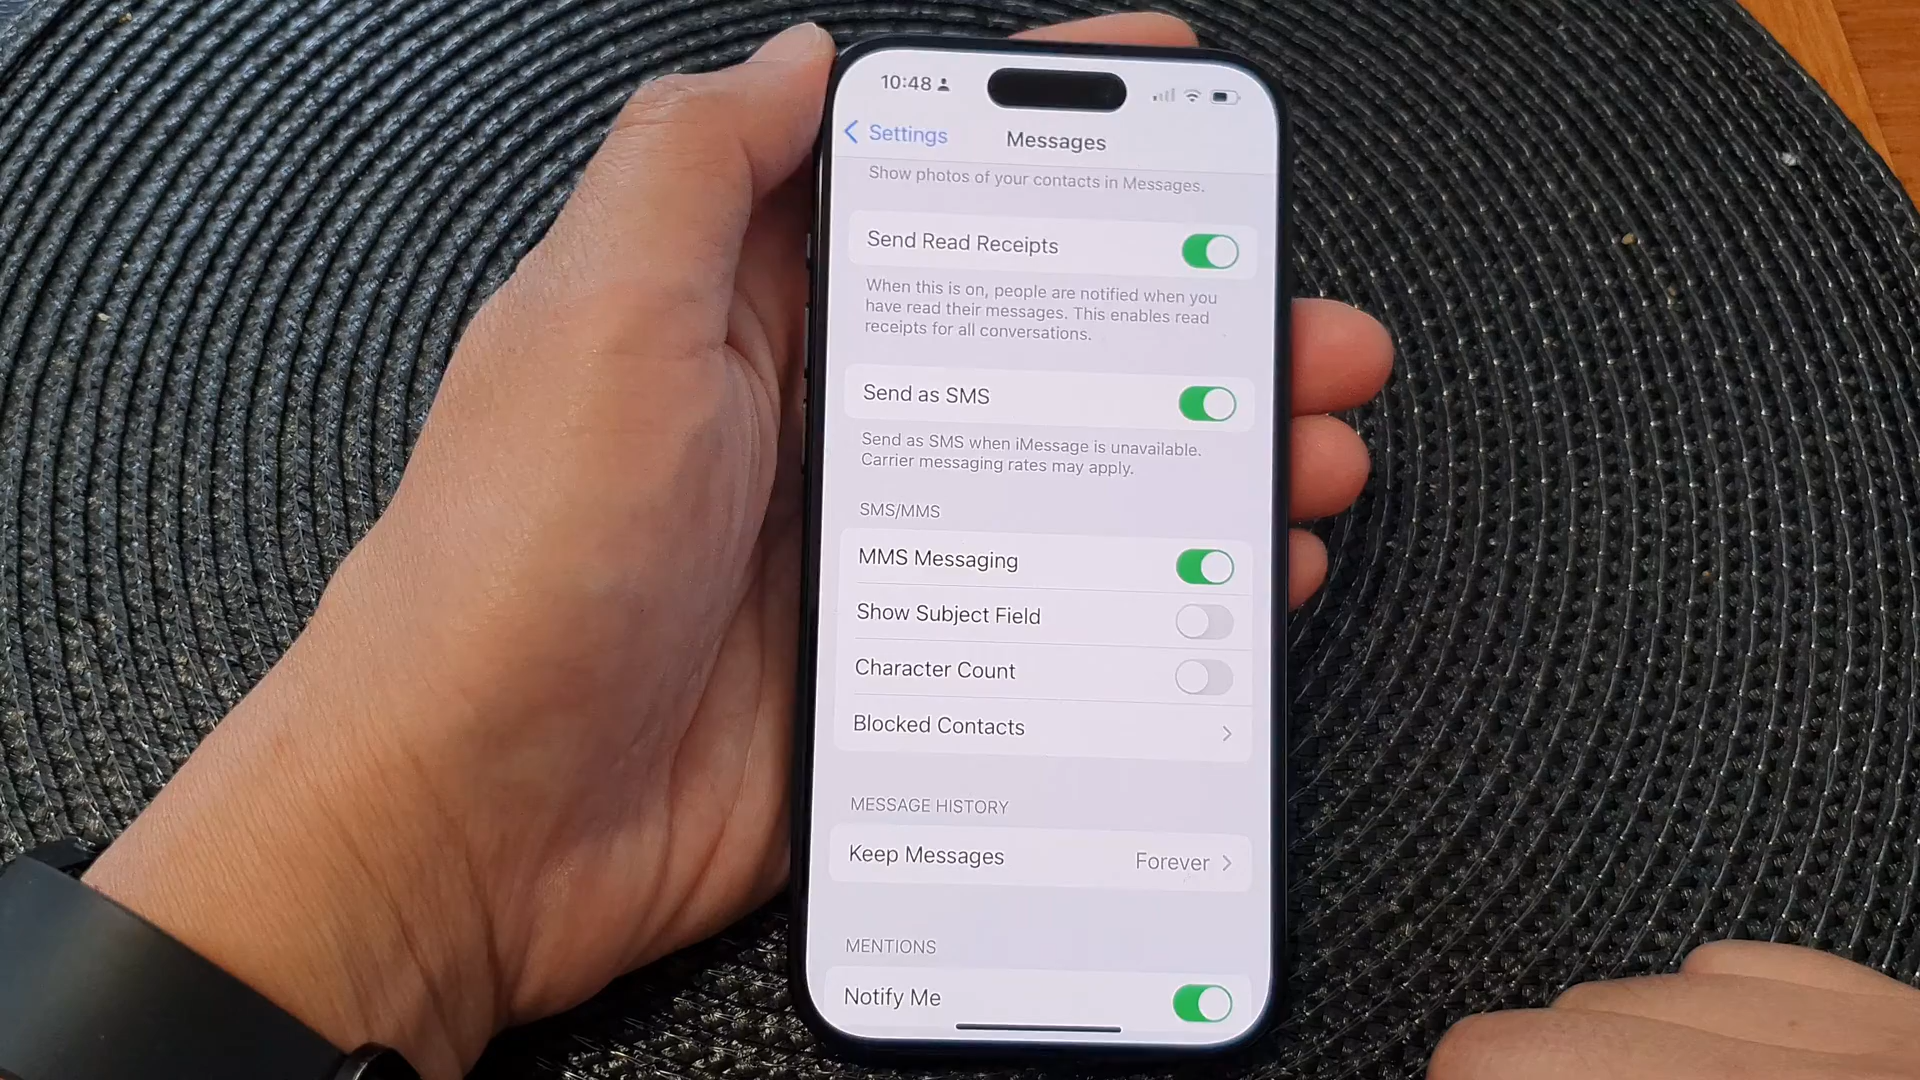 10:48
Settings
Messages
Show photos of your contacts in Messages.
Send Read Receipts
When this is on, people are notified when you
have read their messages. This enables read
receipts for all conversations.
Send as SMS
Send as SMS when iMessage is unavailable.
Carrier messaging rates may apply.
SMS/MMS
MMS Messaging
Show Subject Field
Character Count
Blocked Contacts
MESSAGE HISTORY
Keep Messages Forever
MENTIONS
Notify Me